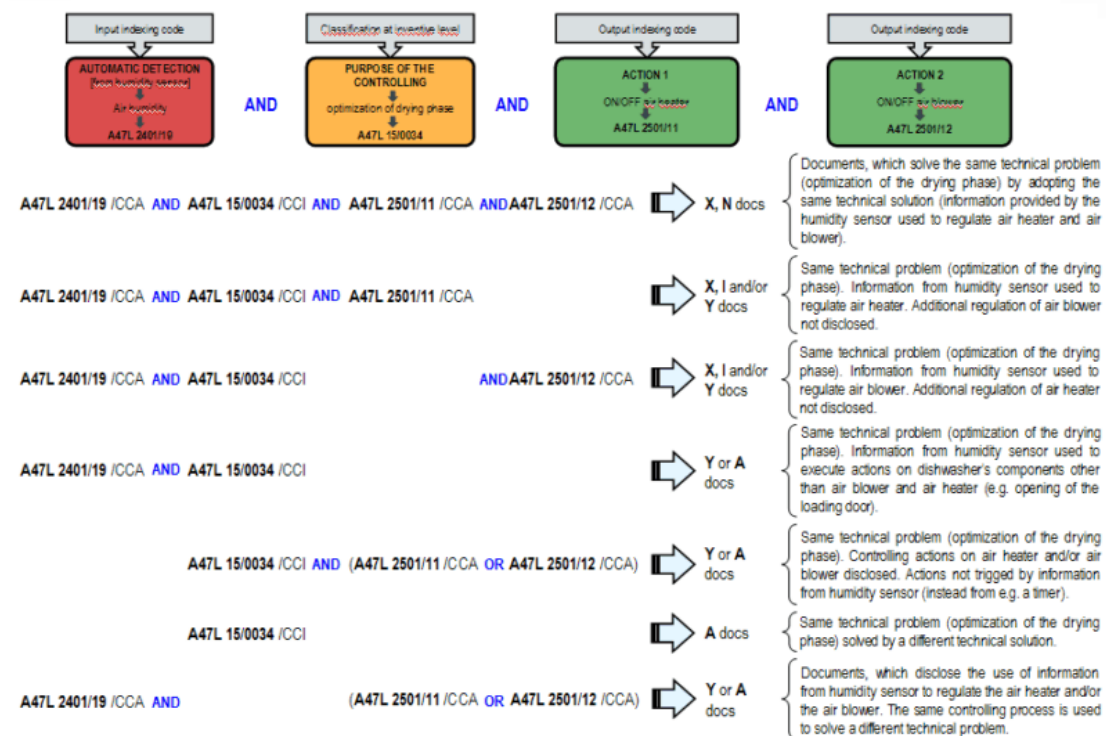 Input indexing code
Classification at inventive level
Output indexing code
Output indexing code
AUTOMATIC DETECTION
[from humidity sensor]
Air humidity
A47L 2401/19
AND
PURPOSE OF THE
CONTROLLING
optimization of drying phase
A47L 15/0034
AND
ACTION 1
ON/OFF air heater
A47L 2501/11
AND
ACTION 2
ON/OFF air blower
A47L 2501/12
A47L 2401/19 /CCA AND A47L 15/0034 /CCI AND A47L 2501/11 /CCA AND A47L 2501/12 /CCA
X, N docs
Documents, which solve the same technical problem
(optimization of the drying phase) by adopting the
same technical solution (information provided by the
humidity sensor used to regulate air heater and air
blower).
A47L 2401/19 /CCA AND A47L 15/0034 /CCI AND A47L 2501/11 /CCA
X, I and/or
Y docs
Same technical problem (optimization of the drying
phase). Information from humidity sensor used to
regulate air heater. Additional regulation of air blower
not disclosed.
A47L 2401/19 /CCA AND A47L 15/0034 /CCI AND A47L 2501/12 /CCA
X, I and/or
Y docs
Same technical problem (optimization of the drying
phase). Information from humidity sensor used to
regulate air blower. Additional regulation of air heater
not disclosed.
A47L 2401/19 /CCA AND A47L 15/0034 /CCI
Y or A
docs
Same technical problem (optimization of the drying
phase). Information from humidity sensor used to
execute actions on dishwasher's components other
than air blower and air heater (e.g. opening of the
loading door).
A47L 15/0034 /CCI AND (A47L 2501/11 /CCA OR A47L 2501/12 /CCA)
Y or A
docs
Same technical problem (optimization of the drying
phase). Controlling actions on air heater and/or air
blower disclosed. Actions not trigged by information
from humidity sensor (instead from e.g. a timer).
A47L 15/0034 /CCI
A docs
Same technical problem (optimization of the drying
phase) solved by a different technical solution.
A47L 2401/19 /CCA AND (A47L 2501/11 /CCA OR A47L 2501/12 /CCA)
Y or A
docs
Documents, which disclose the use of information
from humidity sensor to regulate the air heater and/or
the air blower. The same controlling process is used
to solve a different technical problem.